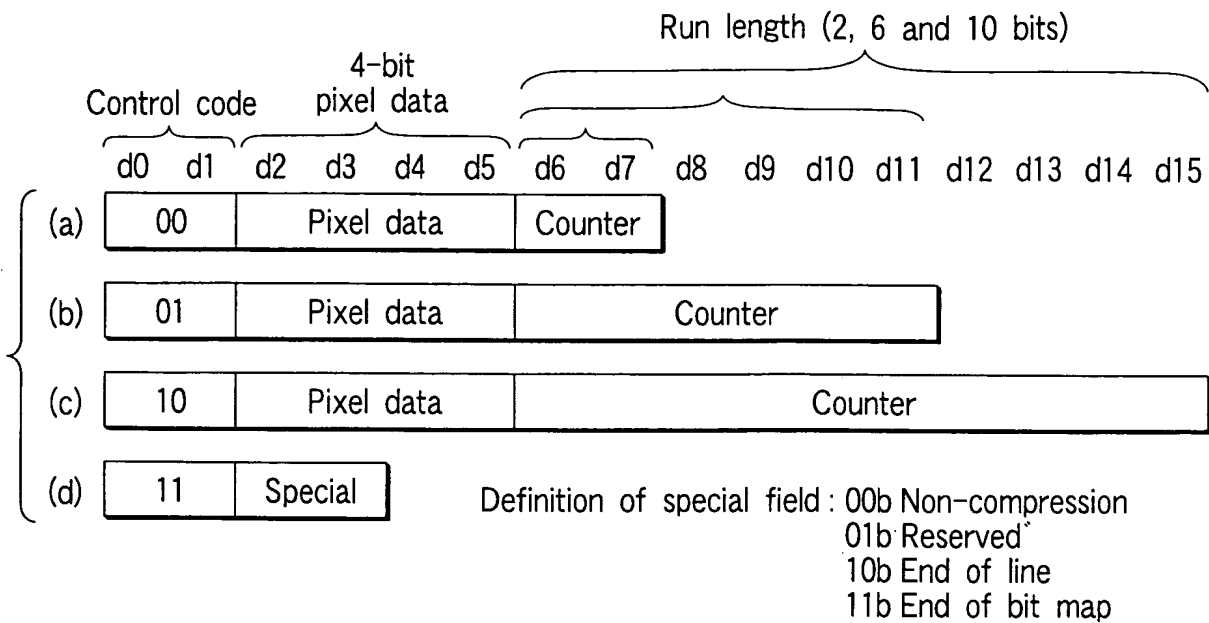 Run length (2, 6 and 10 bits)
4-bit
pixel data
Control code
d0 d1 d2 d3 d4 d5 d6 d7 d8 d9 d10 d11 d12 d13 d14 d15
(a) 00 Pixel data Counter
(b) 01 Pixel data Counter
(c) 10 Pixel data Counter
(d) 11 Special
Definition of special field : 00b Non-compression
01b Reserved
10b End of line
11b End of bit map